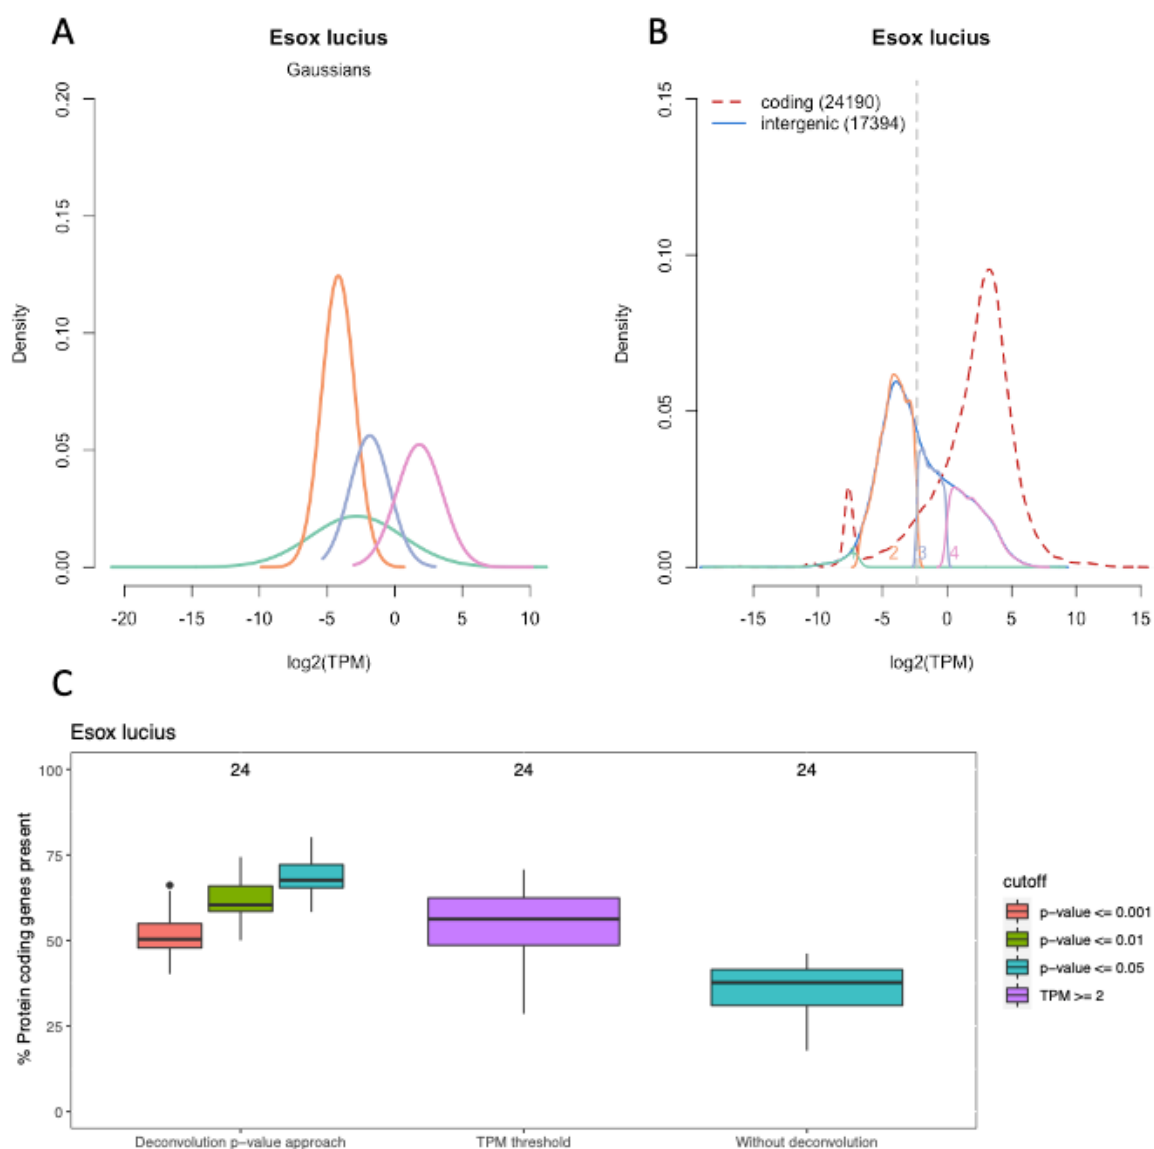 A
Esox lucius
Gaussians
0.20
0.15
0.10
0.05
0.00
Density
-20 -15 -10 -5 0 5 10
log2(TPM)
B
Esox lucius
coding (24190)
intergenic (17394)
0.15
0.10
0.05
0.00
Density
2 3 4
-15 -10 -5 0 5 10 15
log2(TPM)
C
Esox lucius
24 24 24
100
75
50
25
0
% Protein coding genes present
Deconvolution p-value approach TPM threshold Without deconvolution
cutoff
p-value <= 0.001
p-value <= 0.01
p-value <= 0.05
TPM >= 2